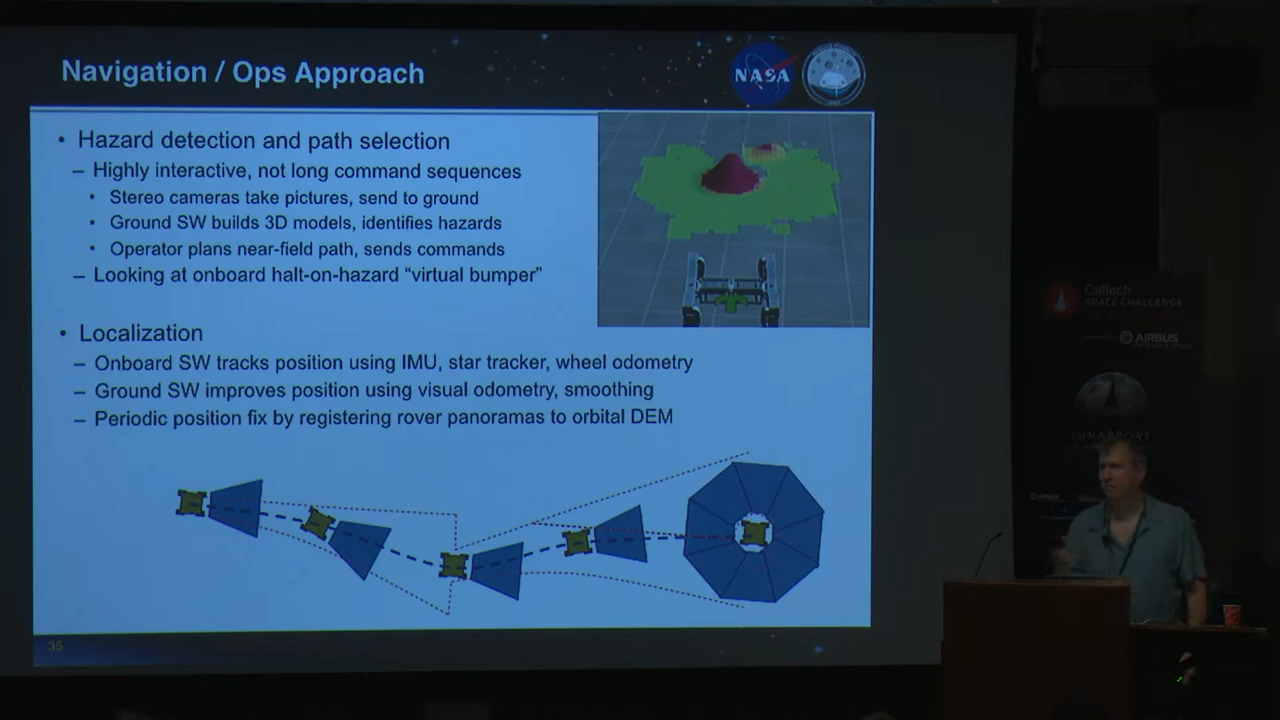 Navigation / Ops Approach
NASA
• Hazard detection and path selection
– Highly interactive, not long command sequences
• Stereo cameras take pictures, send to ground
• Ground SW builds 3D models, identifies hazards
• Operator plans near-field path, sends commands
– Looking at onboard halt-on-hazard “virtual bumper”
• Localization
– Onboard SW tracks position using IMU, star tracker, wheel odometry
– Ground SW improves position using visual odometry, smoothing
– Periodic position fix by registering rover panoramas to orbital DEM
35
Caltech
SPACE CHALLENGE
AIRBUS
LUNARPORT
AIRBUS